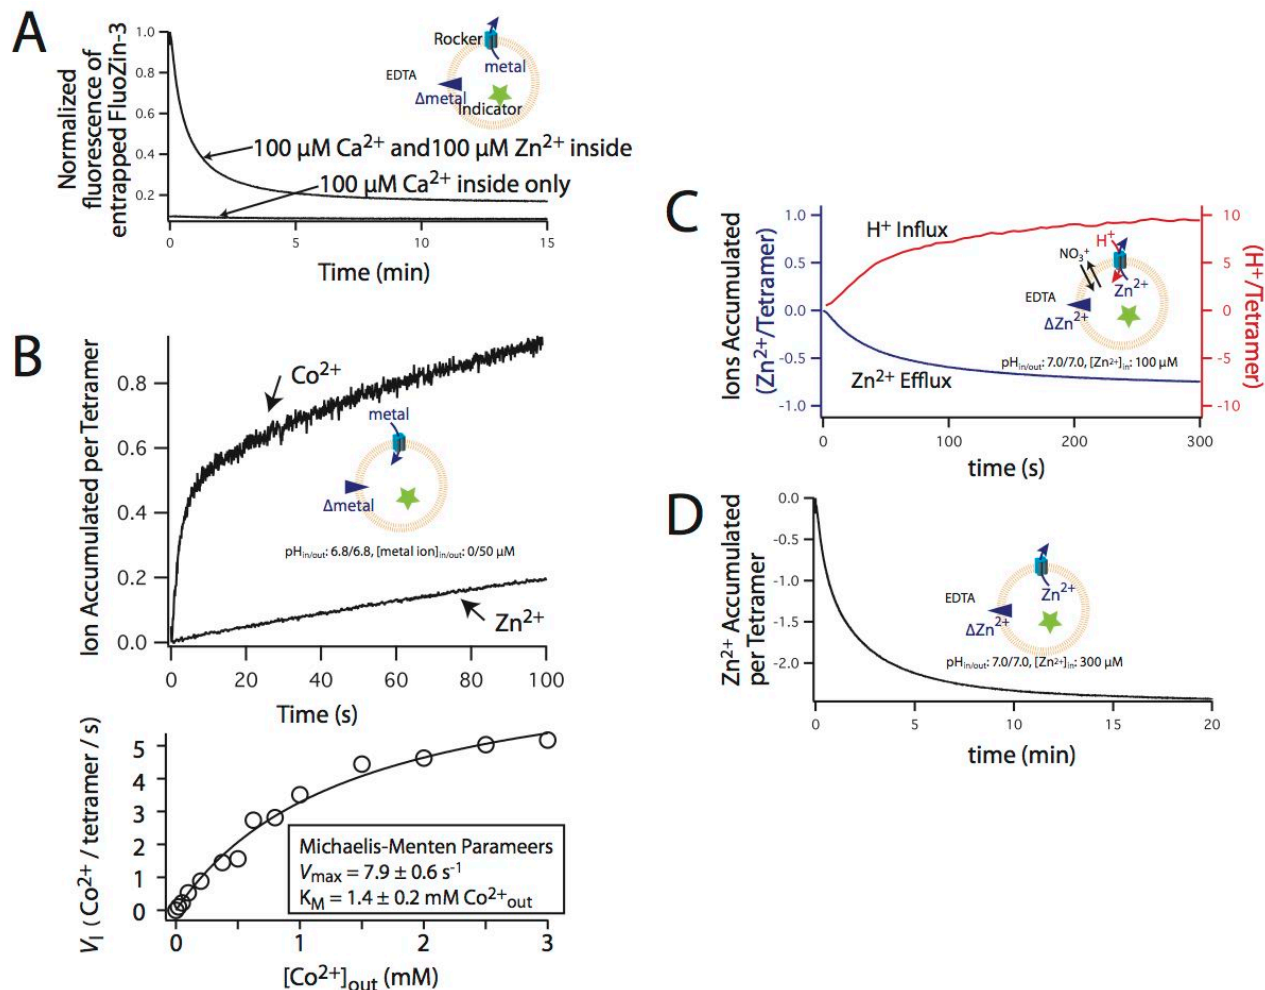 A
Normalized
fluorescence of
entrapped FluoZin-3
1.0
0.8
0.6
0.4
0.2
Rocker
metal
EDTA
Δmetal
Indicator
100 µM Ca²⁺ and100 µM Zn²⁺ inside
100 µM Ca²⁺ inside only
0
5
10
15
Time (min)
B
Ion Accumulated per Tetramer
0.8
0.6
0.4
0.2
0.0
Co²⁺
metal
Δmetal
pHin/out: 6.8/6.8, [metal ion]in/out: 0/50 µM
Zn²⁺
0
20
40
60
80
100
Time (s)
VI ( Co²⁺ / tetramer / s)
5
4
3
2
1
0
Michaelis-Menten Parameers
Vmax = 7.9 ± 0.6 s⁻¹
KM = 1.4 ± 0.2 mM Co²⁺out
0
1
2
3
[Co²⁺]out (mM)
C
Ions Accumulated
(Zn²⁺/Tetramer)
1.0
0.5
0.0
-0.5
-1.0
H⁺ Influx
NO₃⁺
H⁺
Zn²⁺
EDTA
ΔZn²⁺
pHin/out: 7.0/7.0, [Zn²⁺]in: 100 µM
Zn²⁺ Efflux
10
5
0
-5
-10
(H⁺/Tetramer)
0
100
200
300
time (s)
D
Zn²⁺ Accumulated
per Tetramer
0.0
-0.5
-1.0
-1.5
-2.0
Zn²⁺
EDTA
ΔZn²⁺
pHin/out: 7.0/7.0, [Zn²⁺]in: 300 µM
0
5
10
15
20
time (min)